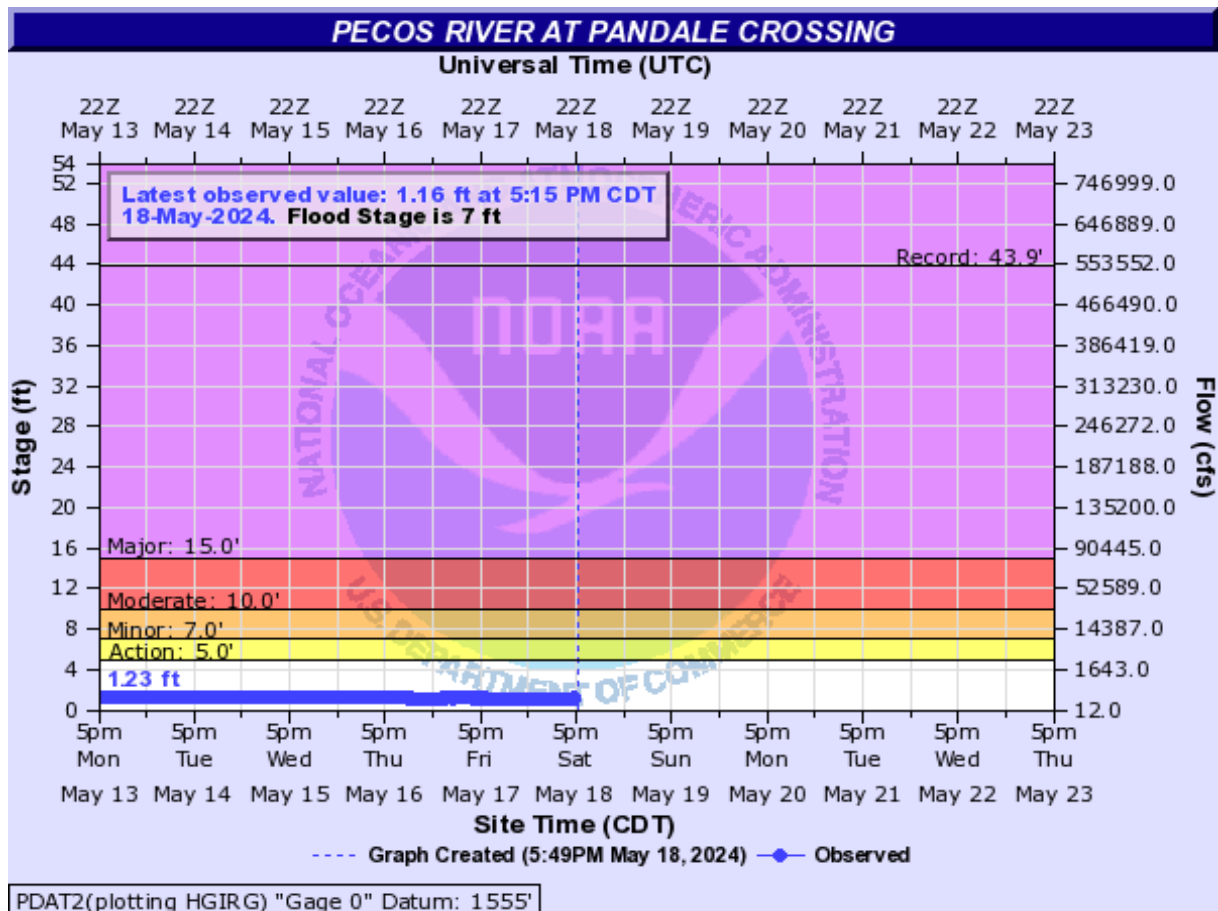 PECOS RIVER AT PANDALE CROSSING
Universal Time (UTC)
22Z 22Z 22Z 22Z 22Z 22Z 22Z 22Z 22Z 22Z 22Z
May 13 May 14 May 15 May 16 May 17 May 18 May 19 May 20 May 21 May 22 May 23
Latest observed value: 1.16 ft at 5:15 PM CDT
18-May-2024. Flood Stage is 7 ft
54
52 746999.0
48 646889.0
Record: 43.9'
44 553552.0
40 466490.0
36 386419.0
32 313230.0
28 246272.0
24 187188.0
20 135200.0
16 90445.0
Major: 15.0'
12 52589.0
Moderate: 10.0'
8 14387.0
Minor: 7.0'
Action: 5.0'
4 1643.0
1.23 ft
0 12.0
Stage (ft)
Flow (cfs)
NATIONAL OCEANIC AND ATMOSPHERIC ADMINISTRATION
NOAA
U.S. DEPARTMENT OF COMMERCE
5pm 5pm 5pm 5pm 5pm 5pm 5pm 5pm 5pm 5pm 5pm
Mon Tue Wed Thu Fri Sat Sun Mon Tue Wed Thu
May 13 May 14 May 15 May 16 May 17 May 18 May 19 May 20 May 21 May 22 May 23
Site Time (CDT)
Graph Created (5:49PM May 18, 2024) Observed
PDAT2(plotting HGIRG) "Gage 0" Datum: 1555'